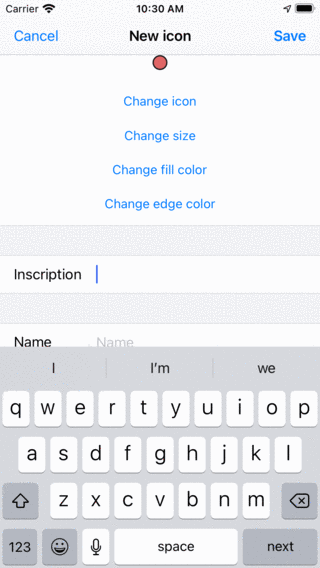 Carrier 10:30 AM
Cancel New icon Save
Change icon
Change size
Change fill color
Change edge color
Inscription
Name Name
I I’m we
q w e r t y u i o p
a s d f g h j k l
z x c v b n m
123 space next